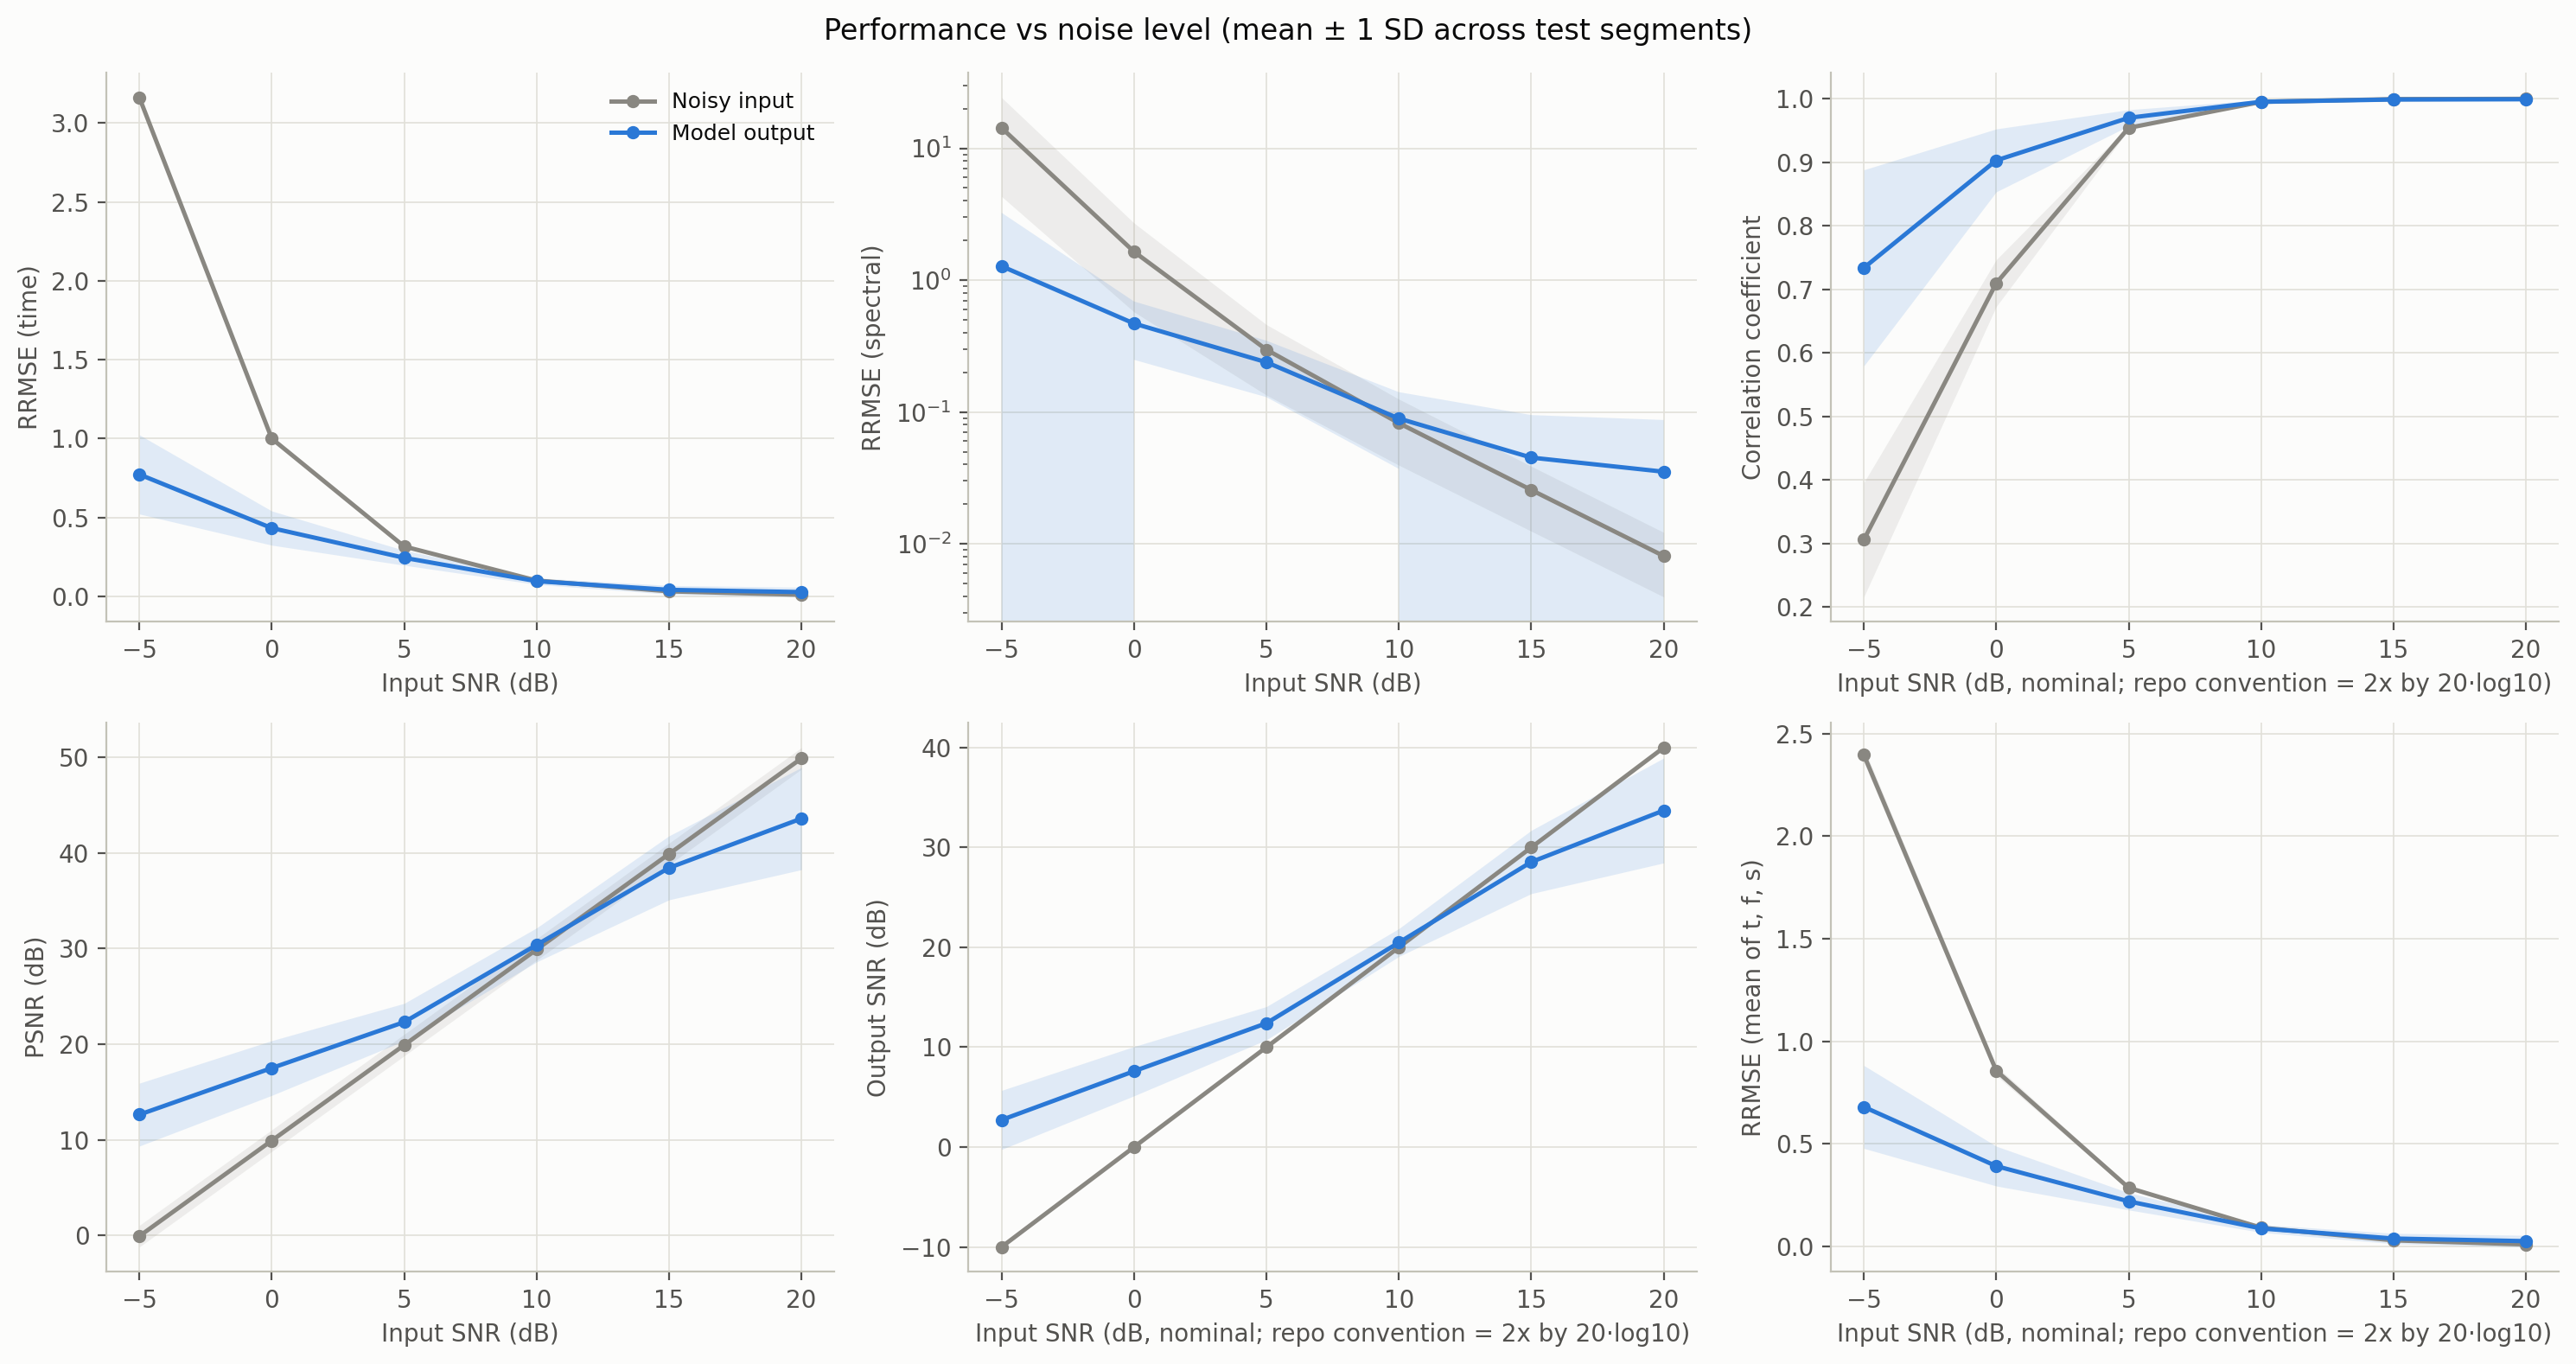 Performance vs noise level (mean ± 1 SD across test segments)
RRMSE (time)
3.0
2.5
2.0
1.5
1.0
0.5
0.0
Noisy input
Model output
−5 0 5 10 15 20
Input SNR (dB)
RRMSE (spectral)
10¹
10⁰
10⁻¹
10⁻²
−5 0 5 10 15 20
Input SNR (dB)
Correlation coefficient
1.0
0.9
0.8
0.7
0.6
0.5
0.4
0.3
0.2
−5 0 5 10 15 20
Input SNR (dB, nominal; repo convention = 2x by 20·log10)
PSNR (dB)
50
40
30
20
10
0
−5 0 5 10 15 20
Input SNR (dB)
Output SNR (dB)
40
30
20
10
0
−10
−5 0 5 10 15 20
Input SNR (dB, nominal; repo convention = 2x by 20·log10)
RRMSE (mean of t, f, s)
2.5
2.0
1.5
1.0
0.5
0.0
−5 0 5 10 15 20
Input SNR (dB, nominal; repo convention = 2x by 20·log10)